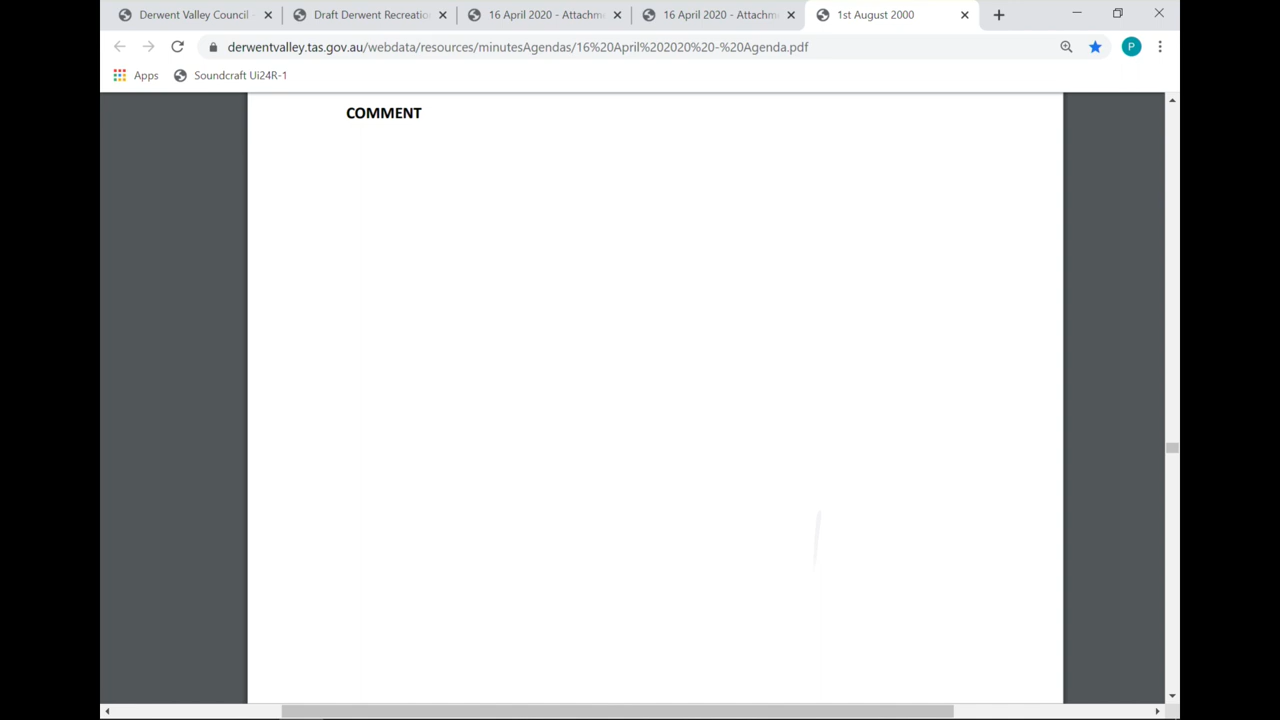 Derwent Valley Council -
Draft Derwent Recreatio
16 April 2020 - Attachm
16 April 2020 - Attachm
1st August 2000
derwentvalley.tas.gov.au/webdata/resources/minutesAgendas/16%20April%202020%20-%20Agenda.pdf
P
Apps
Soundcraft Ui24R-1
COMMENT